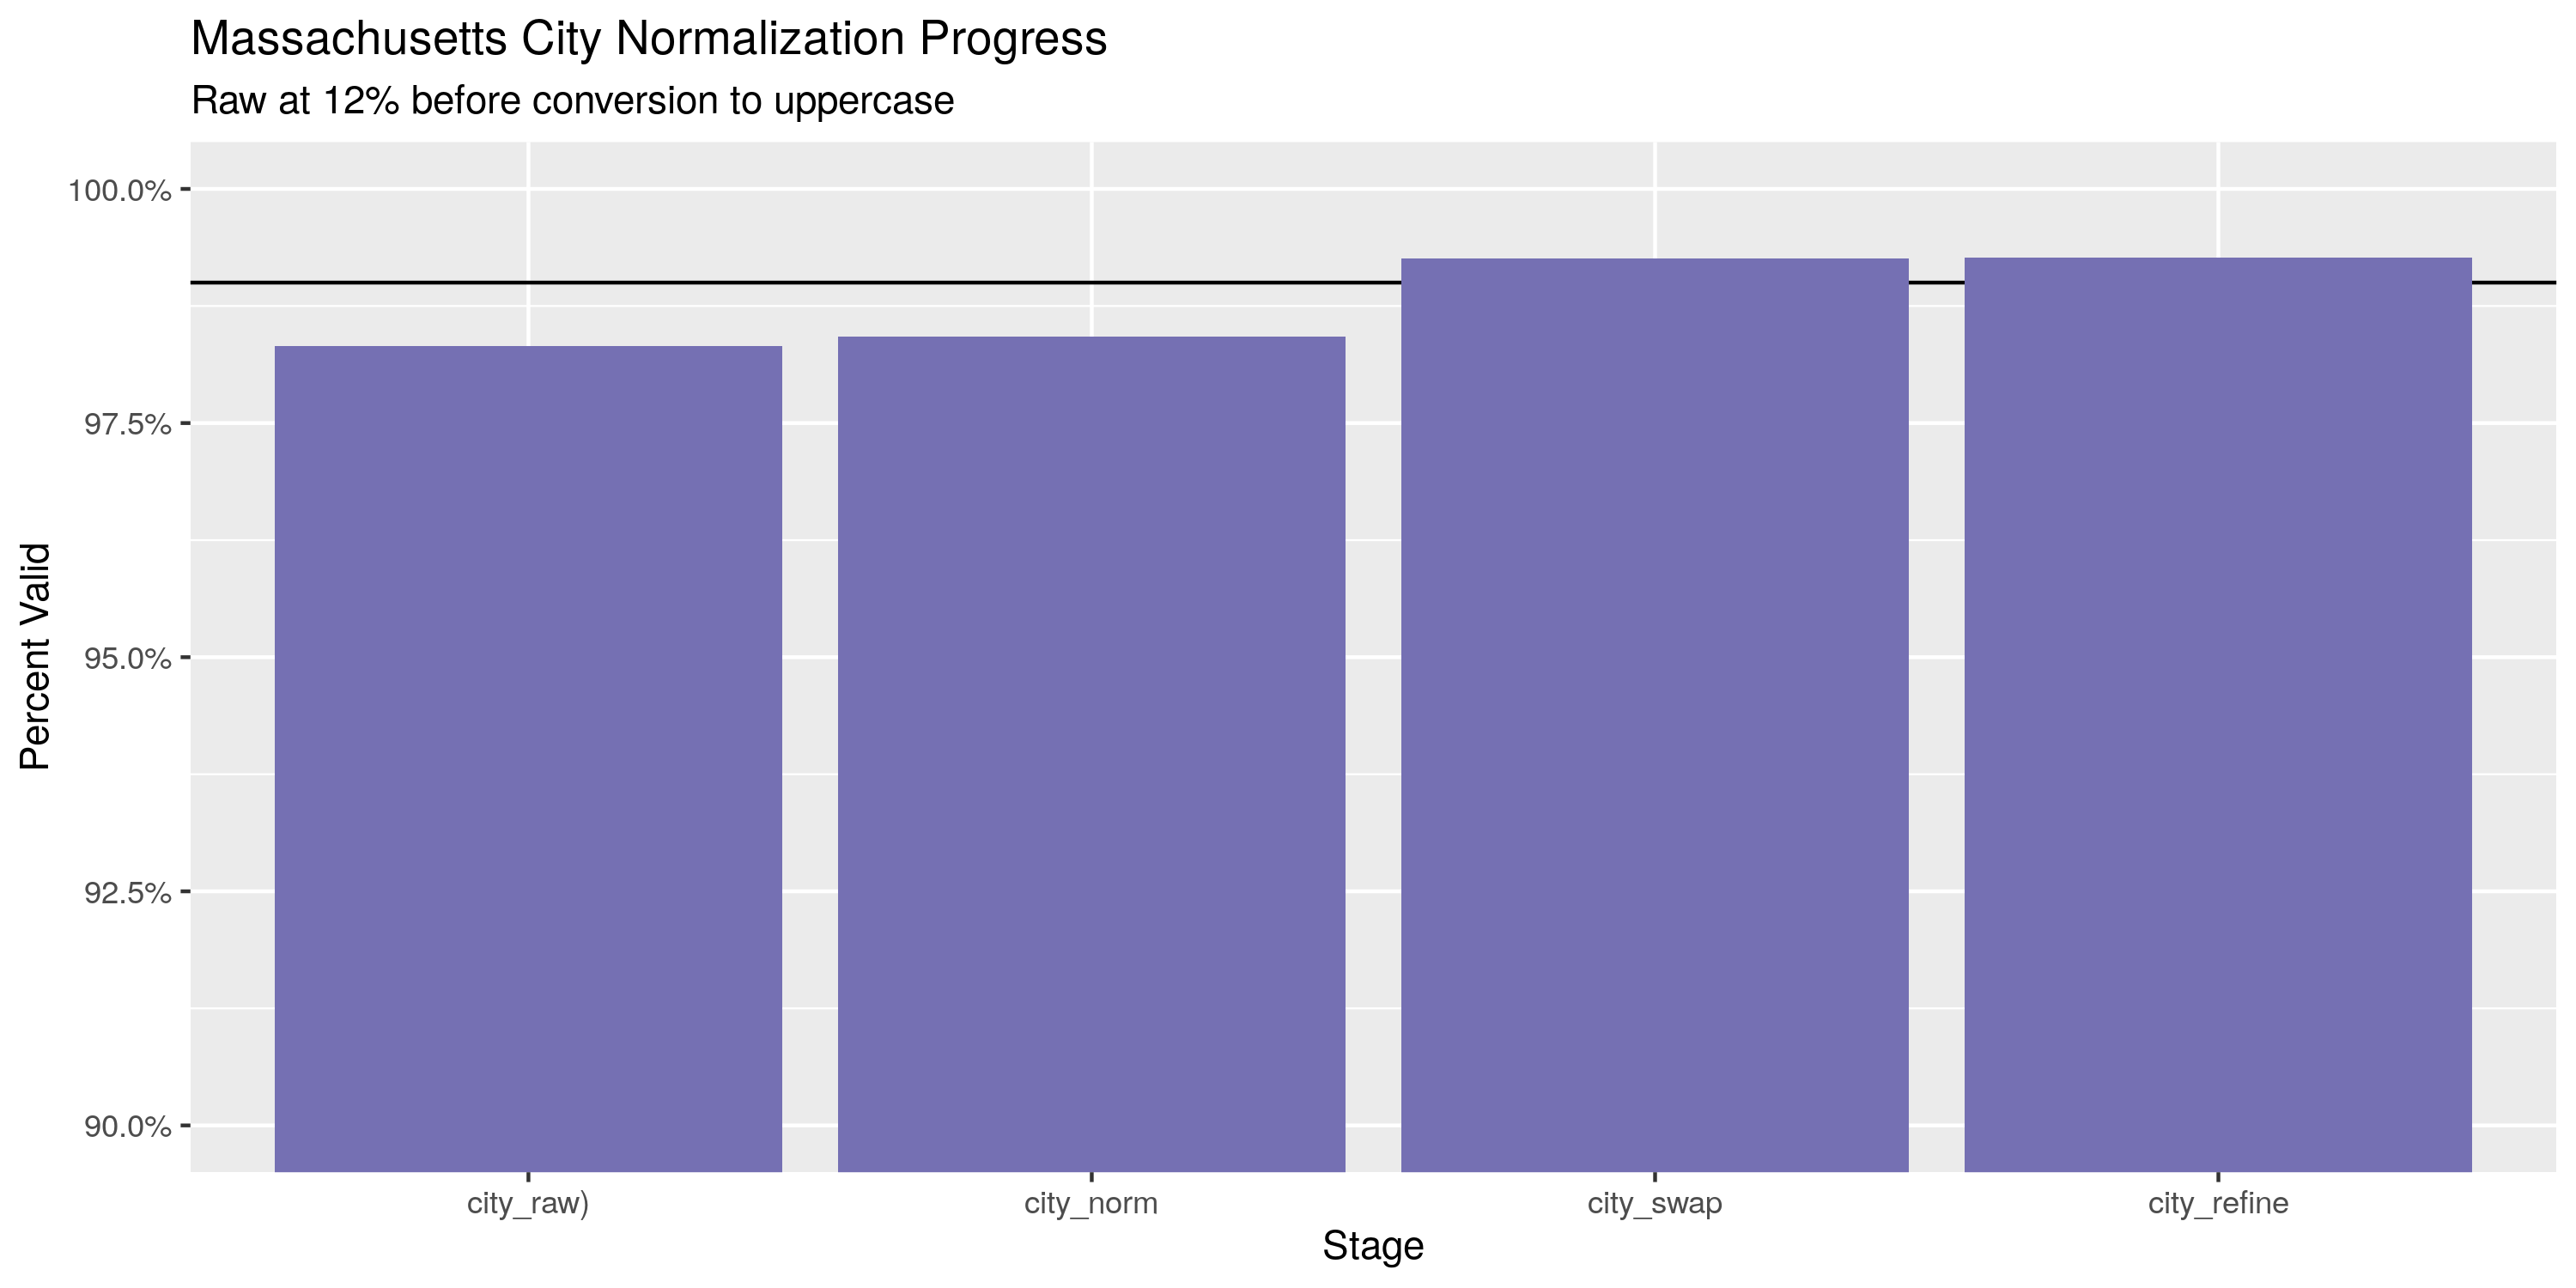 Massachusetts City Normalization Progress
Raw at 12% before conversion to uppercase
Percent Valid
100.0%
97.5%
95.0%
92.5%
90.0%
city_raw)
city_norm
city_swap
city_refine
Stage